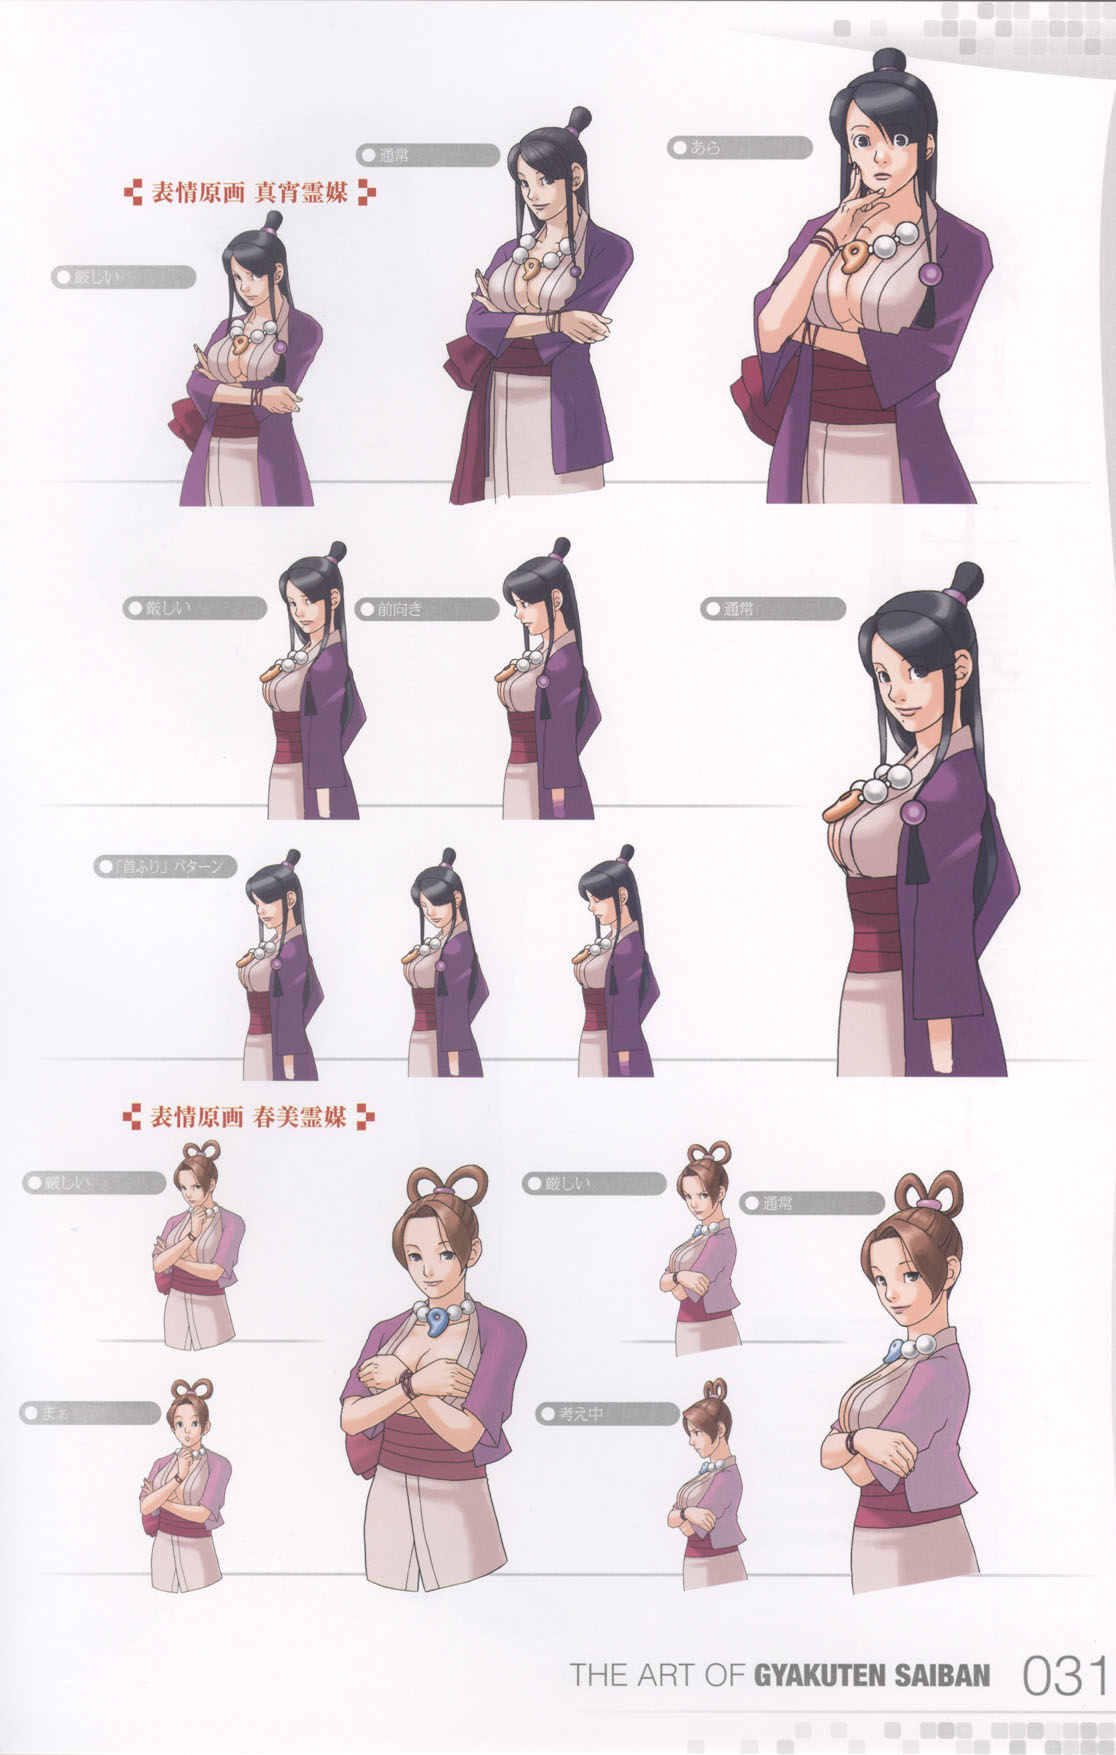 あら
通常
表情原画 真宵霊媒
厳しい
厳しい
前向き
通常
「首ふり」パターン
表情原画 春美霊媒
厳しい
厳しい
通常
まぁ
考え中
THE ART OF GYAKUTEN SAIBAN 031